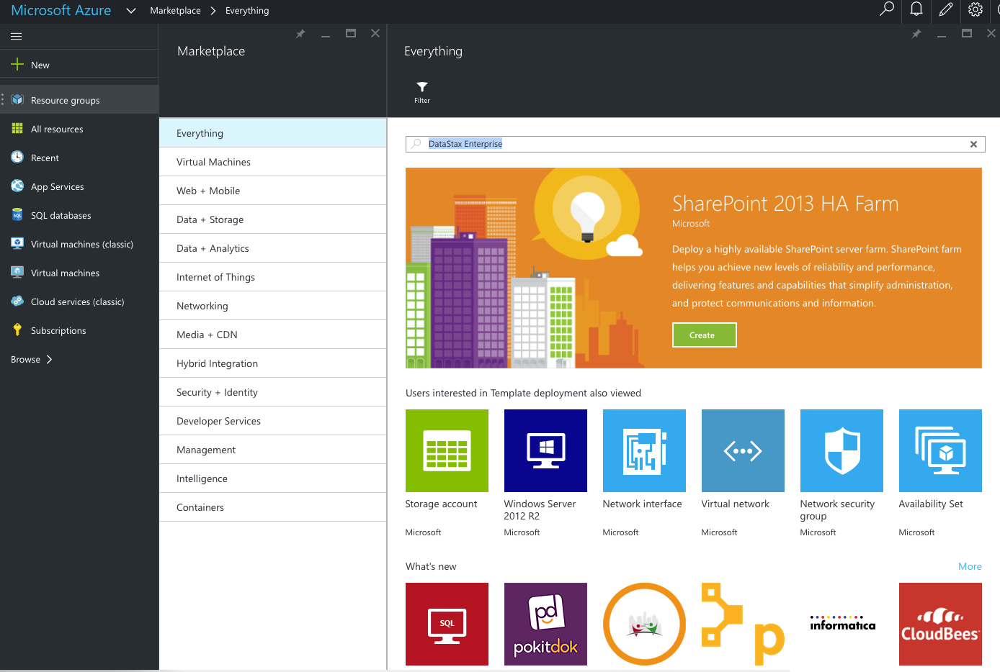 Microsoft Azure
Marketplace
Everything
New
Resource groups
All resources
Recent
App Services
SQL databases
Virtual machines (classic)
Virtual machines
Cloud services (classic)
Subscriptions
Browse
Marketplace
Everything
Virtual Machines
Web + Mobile
Data + Storage
Data + Analytics
Internet of Things
Networking
Media + CDN
Hybrid Integration
Security + Identity
Developer Services
Management
Intelligence
Containers
Everything
Filter
DataStax Enterprise
SharePoint 2013 HA Farm
Microsoft
Deploy a highly available SharePoint server farm. SharePoint farm
helps you achieve new levels of reliability and performance,
delivering features and capabilities that simplify administration,
and protect communications and information.
Create
Users interested in Template deployment also viewed
Storage account
Microsoft
Windows Server
2012 R2
Microsoft
Network interface
Microsoft
Virtual network
Microsoft
Network security
group
Microsoft
Availability Set
Microsoft
What's new
More
SQL
pd
pokitdok
p
informatica
CloudBees